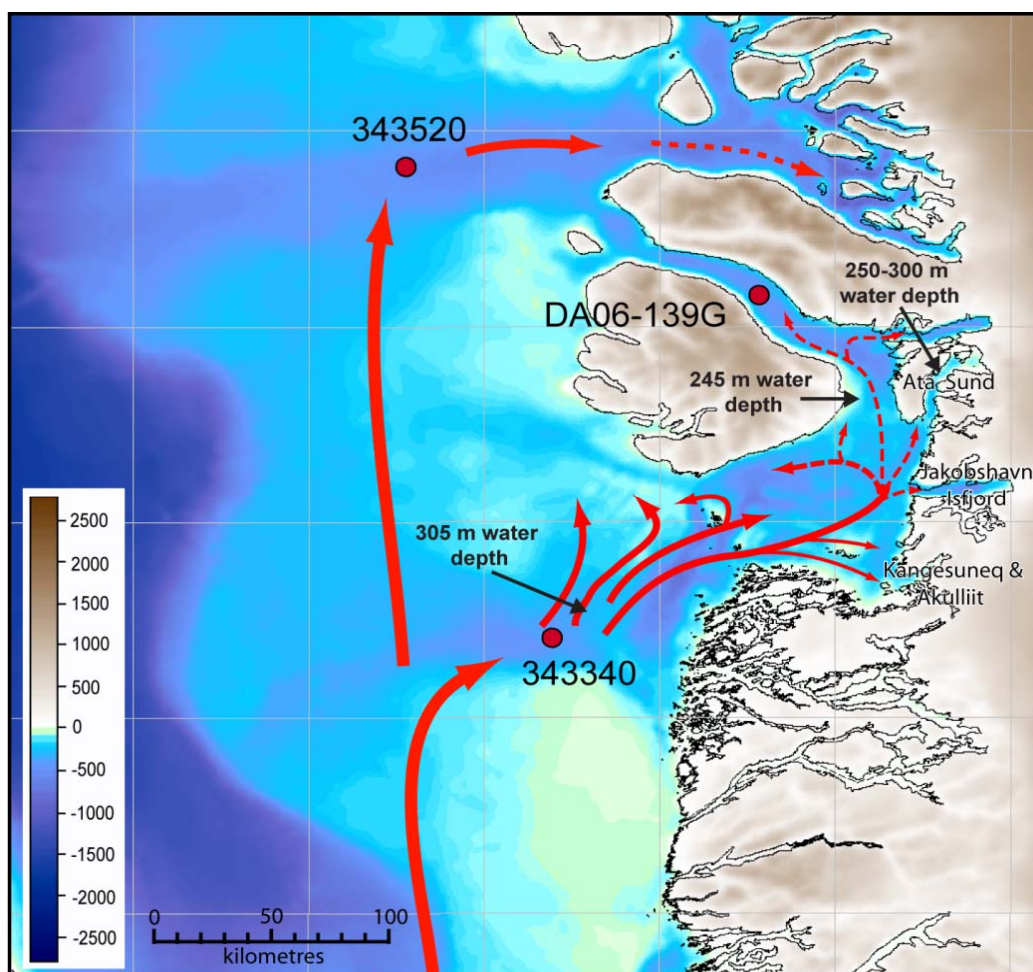 343520
250-300 m
water depth
DA06-139G
Ata Sund
245 m water
depth
Jakobshavn
Isfjord
305 m water
depth
Kangesuneq &
Akulliit
343340
2500
2000
1500
1000
500
0
-500
-1000
-1500
-2000
-2500
0 50 100
kilometres